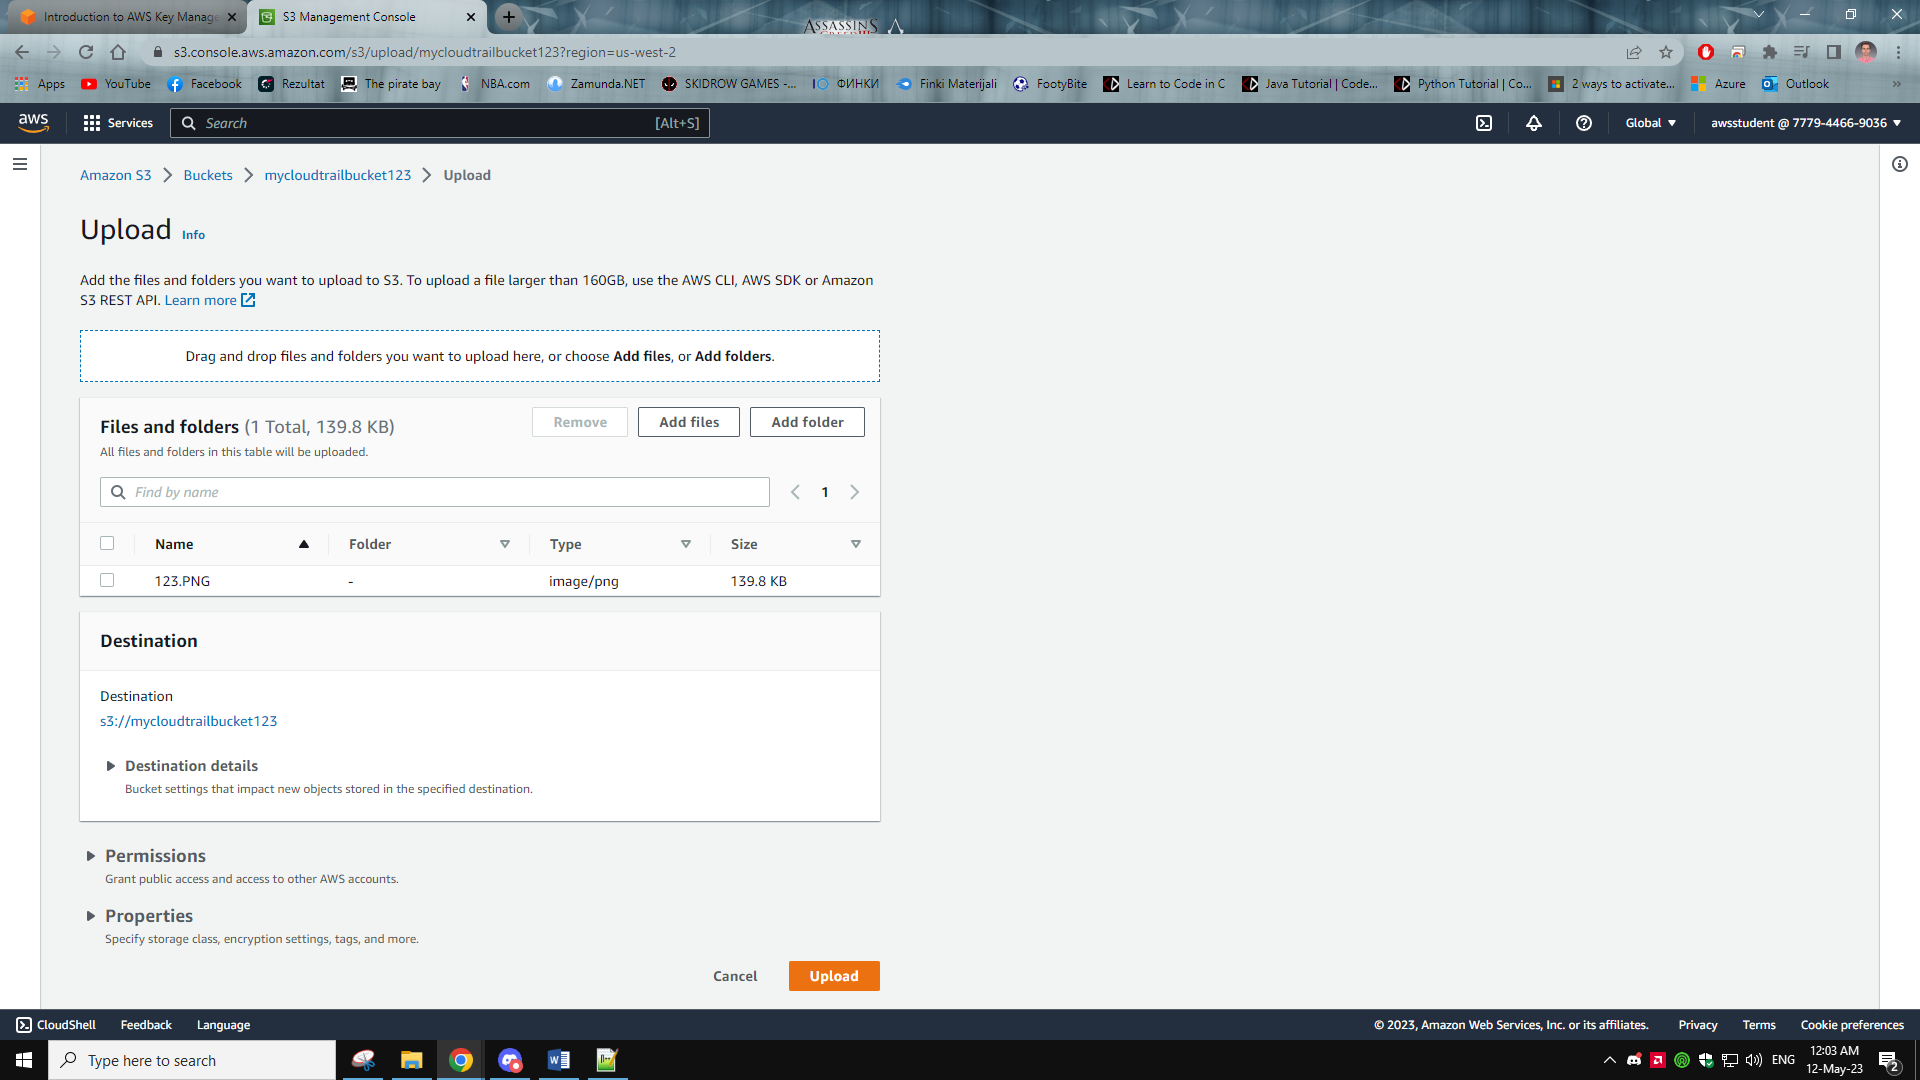 Introduction to AWS Key Manage
S3 Management Console
ASSASSINS
s3.console.aws.amazon.com/s3/upload/mycloudtrailbucket123?region=us-west-2
Apps YouTube Facebook Rezultat The pirate bay NBA.com Zamunda.NET SKIDROW GAMES -... ФИНКИ Finki Materijali FootyBite Learn to Code in C Java Tutorial | Code... Python Tutorial | Co... 2 ways to activate... Azure Outlook »
aws Services Search [Alt+S] Global awsstudent @ 7779-4466-9036
Amazon S3 Buckets mycloudtrailbucket123 Upload
Upload Info
Add the files and folders you want to upload to S3. To upload a file larger than 160GB, use the AWS CLI, AWS SDK or Amazon
S3 REST API. Learn more
Drag and drop files and folders you want to upload here, or choose Add files, or Add folders.
Files and folders (1 Total, 139.8 KB) Remove Add files Add folder
All files and folders in this table will be uploaded.
Find by name 1
Name Folder Type Size
123.PNG - image/png 139.8 KB
Destination
Destination
s3://mycloudtrailbucket123
Destination details
Bucket settings that impact new objects stored in the specified destination.
Permissions
Grant public access and access to other AWS accounts.
Properties
Specify storage class, encryption settings, tags, and more.
Cancel Upload
CloudShell Feedback Language © 2023, Amazon Web Services, Inc. or its affiliates. Privacy Terms Cookie preferences
Type here to search ENG 12:03 AM
12-May-23 2